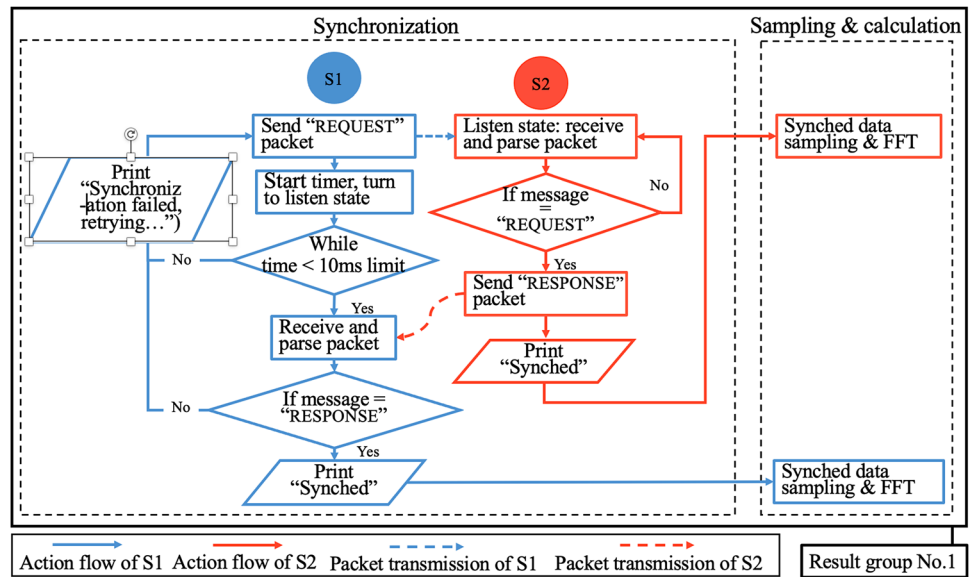 Synchronization
Sampling & calculation
S1
S2
Send “REQUEST”
packet
Listen state: receive
and parse packet
Synched data
sampling & FFT
Print
“Synchroniz
-ation failed,
retrying…”)
Start timer, turn
to listen state
No
If message
=
“REQUEST”
While
time < 10ms limit
No
Yes
Send “RESPONSE”
packet
Yes
Receive and
parse packet
Print
“Synched”
If message =
“RESPONSE”
No
Yes
Print
“Synched”
Synched data
sampling & FFT
Action flow of S1
Action flow of S2
Packet transmission of S1
Packet transmission of S2
Result group No.1